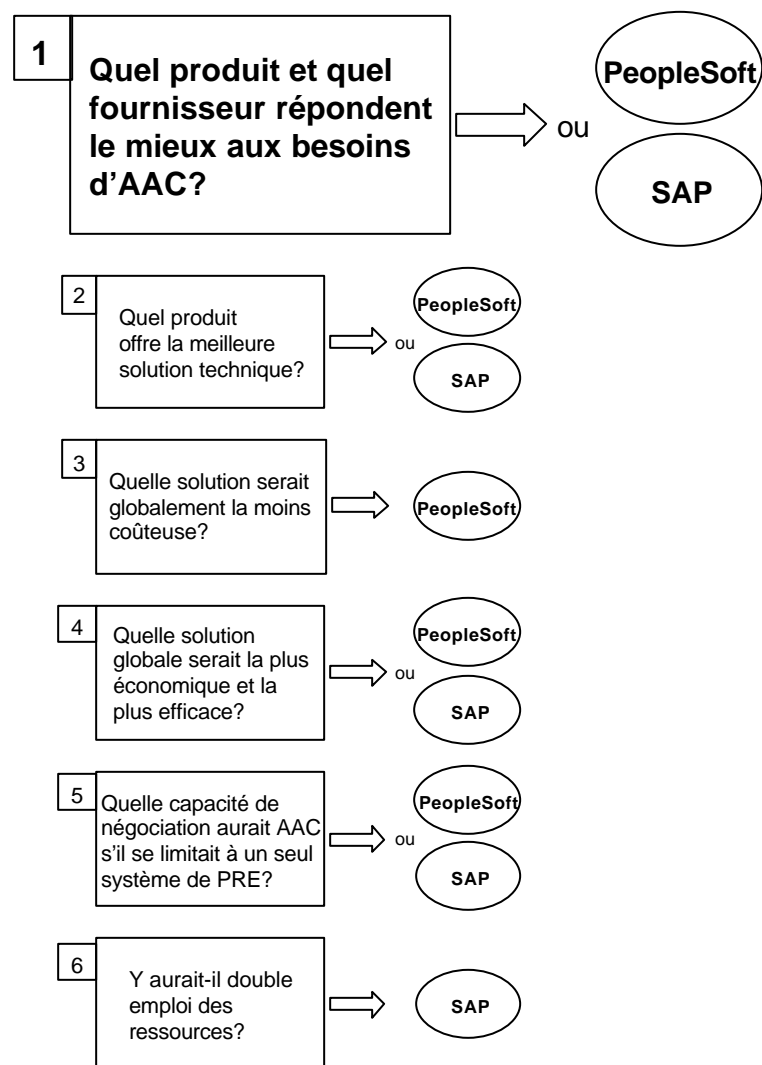 1
Quel produit et quel
fournisseur répondent
le mieux aux besoins
d'AAC?
ou
PeopleSoft
SAP
2
Quel produit
offre la meilleure
solution technique?
ou
PeopleSoft
SAP
3
Quelle solution serait
globalement la moins
coûteuse?
PeopleSoft
4
Quelle solution
globale serait la plus
économique et la
plus efficace?
ou
PeopleSoft
SAP
5
Quelle capacité de
négociation aurait AAC
s'il se limitait à un seul
système de PRE?
ou
PeopleSoft
SAP
6
Y aurait-il double
emploi des
ressources?
SAP